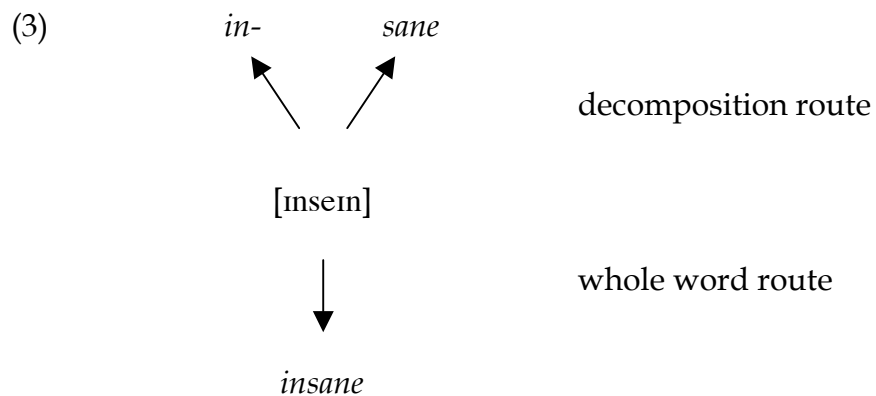 (3) in- sane
decomposition route
[ɪnseɪn]
whole word route
insane